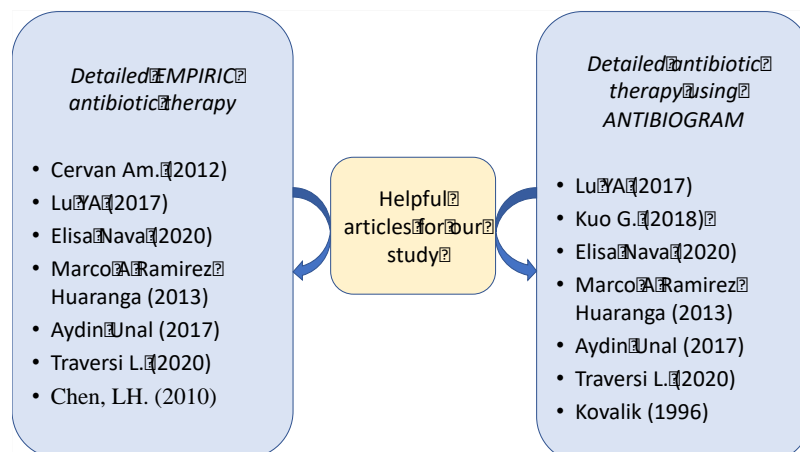 Detailed EMPIRIC
antibiotic therapy
• Cervan Am. (2012)
• Lu YA (2017)
• Elisa Nava (2020)
• Marco A Ramirez
Huaranga (2013)
• Aydin Unal (2017)
• Traversi L. (2020)
• Chen, LH. (2010)
Helpful
articles for our
study
Detailed antibiotic
therapy using
ANTIBIOGRAM
• Lu YA (2017)
• Kuo G. (2018)
• Elisa Nava (2020)
• Marco A Ramirez
Huaranga (2013)
• Aydin Unal (2017)
• Traversi L. (2020)
• Kovalik (1996)